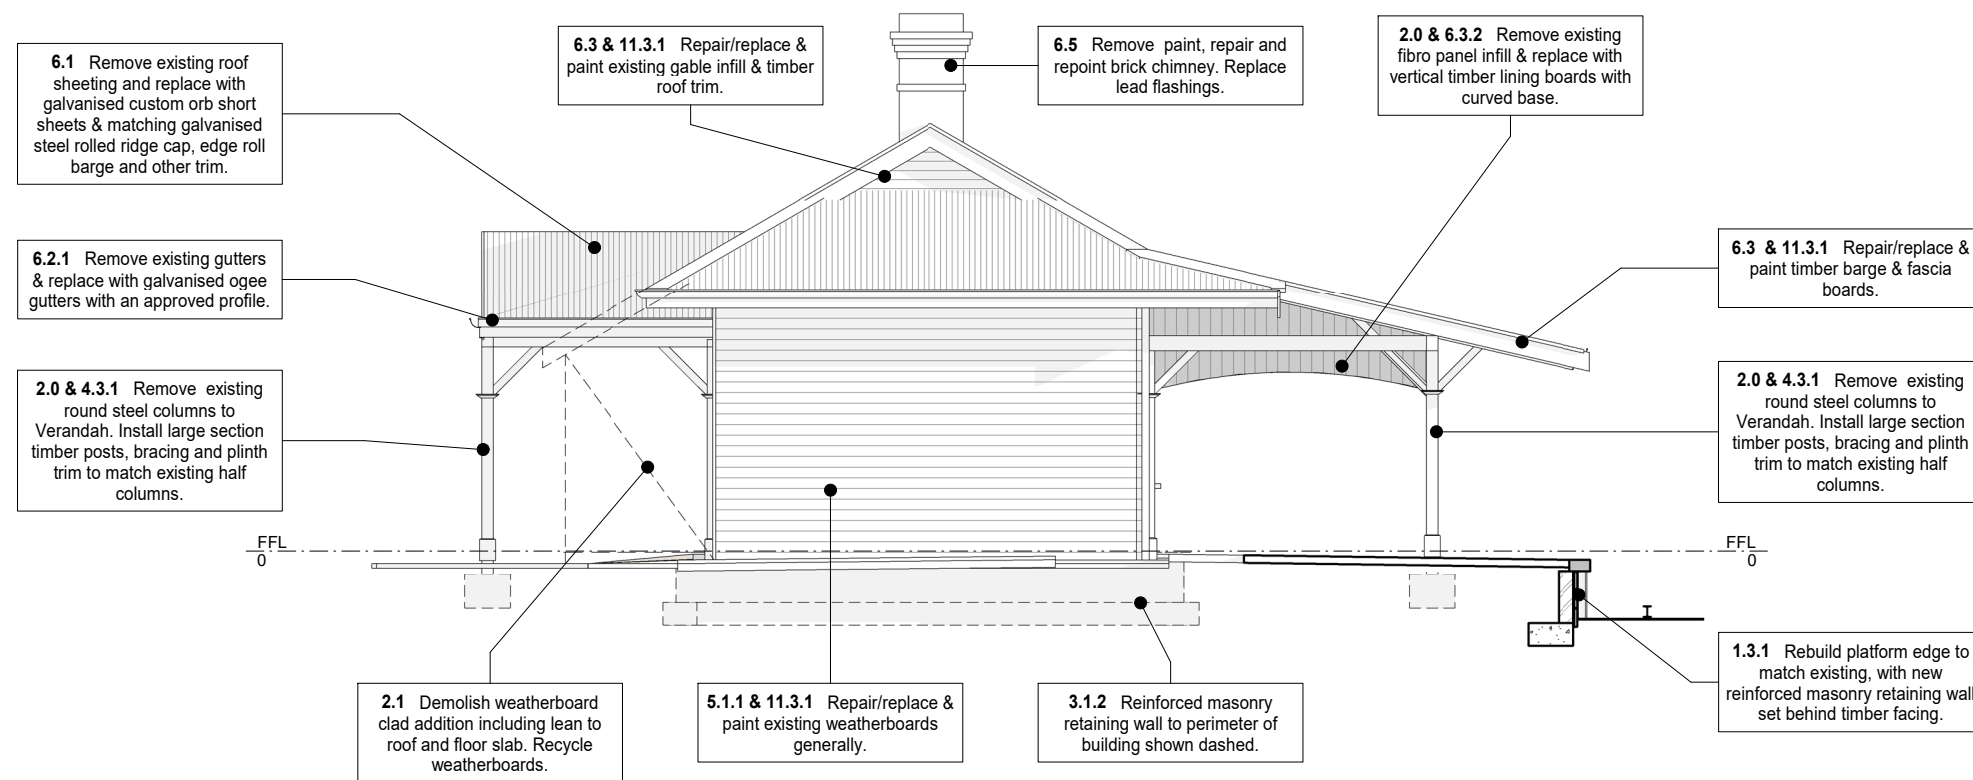 6.1 Remove existing roof
sheeting and replace with
galvanised custom orb short
sheets & matching galvanised
steel rolled ridge cap, edge roll
barge and other trim.
6.3 & 11.3.1 Repair/replace &
paint existing gable infill & timber
roof trim.
6.5 Remove paint, repair and
repoint brick chimney. Replace
lead flashings.
2.0 & 6.3.2 Remove existing
fibro panel infill & replace with
vertical timber lining boards with
curved base.
6.2.1 Remove existing gutters
& replace with galvanised ogee
gutters with an approved profile.
6.3 & 11.3.1 Repair/replace &
paint timber barge & fascia
boards.
2.0 & 4.3.1 Remove existing
round steel columns to
Verandah. Install large section
timber posts, bracing and plinth
trim to match existing half
columns.
2.0 & 4.3.1 Remove existing
round steel columns to
Verandah. Install large section
timber posts, bracing and plinth
trim to match existing half
columns.
FFL
0
FFL
0
2.1 Demolish weatherboard
clad addition including lean to
roof and floor slab. Recycle
weatherboards.
5.1.1 & 11.3.1 Repair/replace &
paint existing weatherboards
generally.
3.1.2 Reinforced masonry
retaining wall to perimeter of
building shown dashed.
1.3.1 Rebuild platform edge to
match existing, with new
reinforced masonry retaining wall
set behind timber facing.